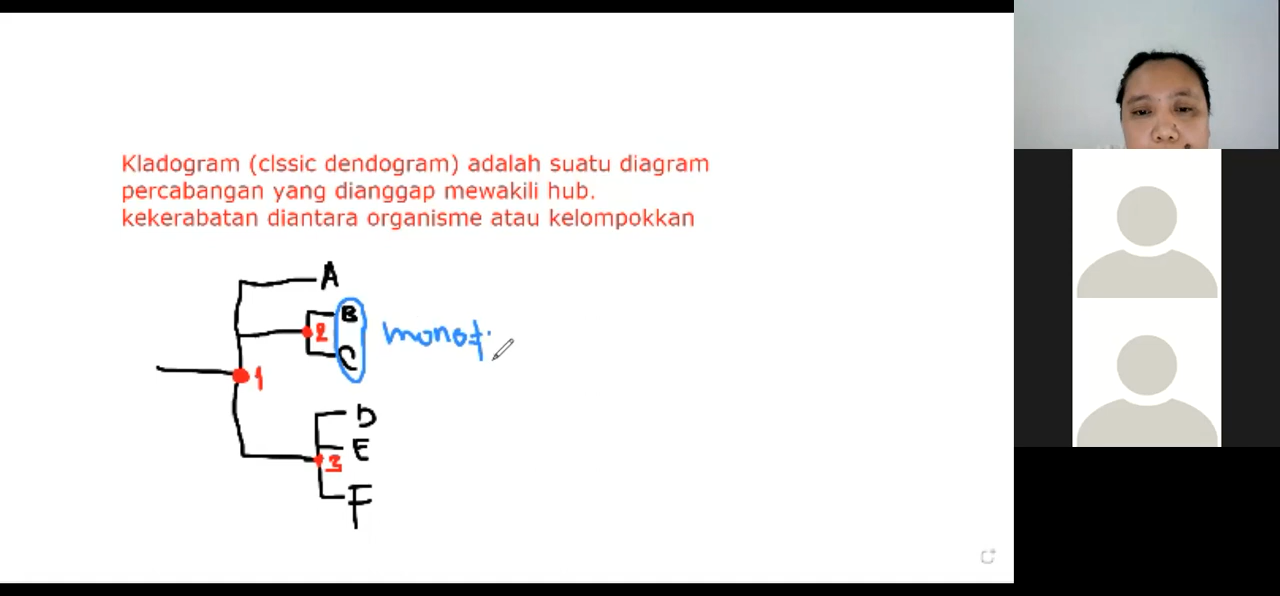 Kladogram (clssic dendogram) adalah suatu diagram
percabangan yang dianggap mewakili hub.
kekerabatan diantara organisme atau kelompokkan
A
B
2
C
monof
1
D
E
3
F